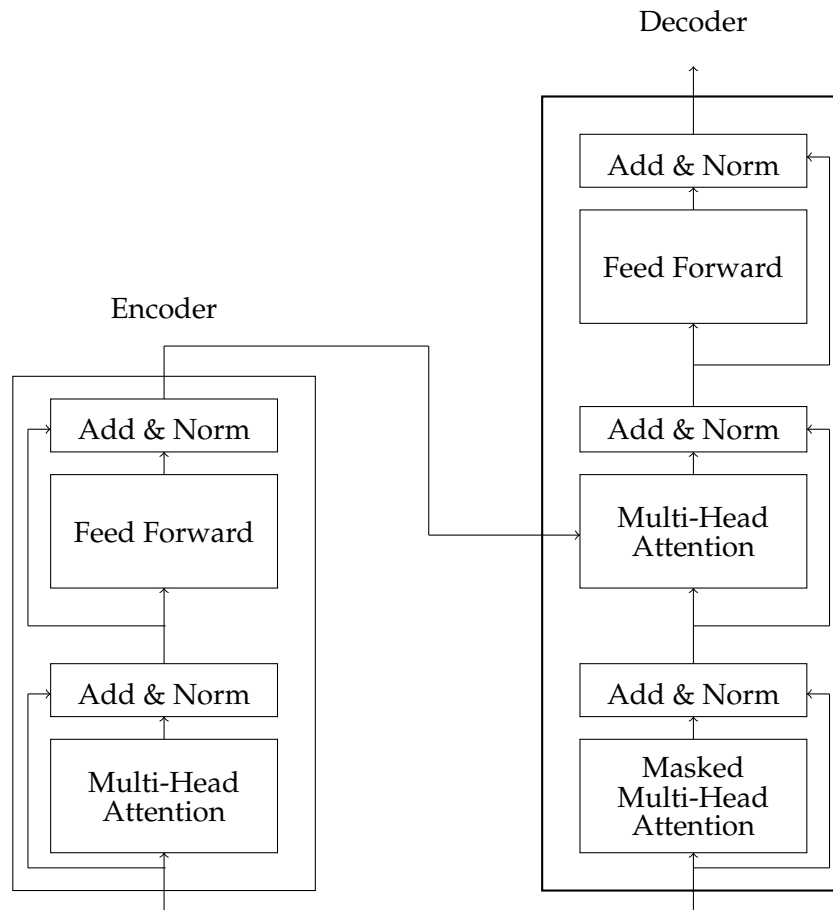 Decoder
Add & Norm
Feed Forward
Add & Norm
Multi-Head
Attention
Add & Norm
Masked
Multi-Head
Attention
Encoder
Add & Norm
Feed Forward
Add & Norm
Multi-Head
Attention